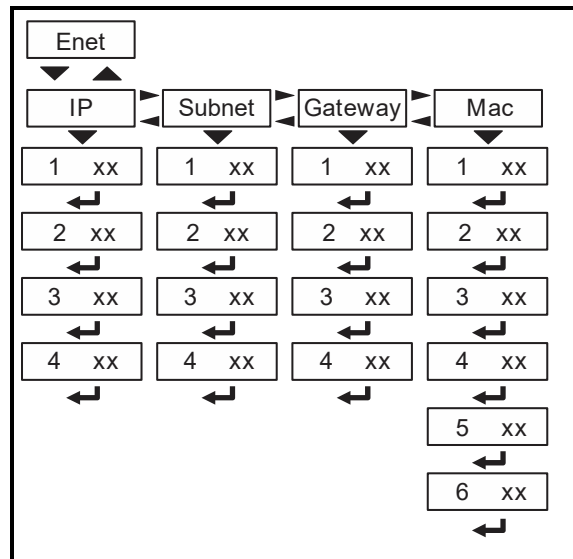 Enet
IP Subnet Gateway Mac
1 xx 1 xx 1 xx 1 xx
2 xx 2 xx 2 xx 2 xx
3 xx 3 xx 3 xx 3 xx
4 xx 4 xx 4 xx 4 xx
5 xx
6 xx